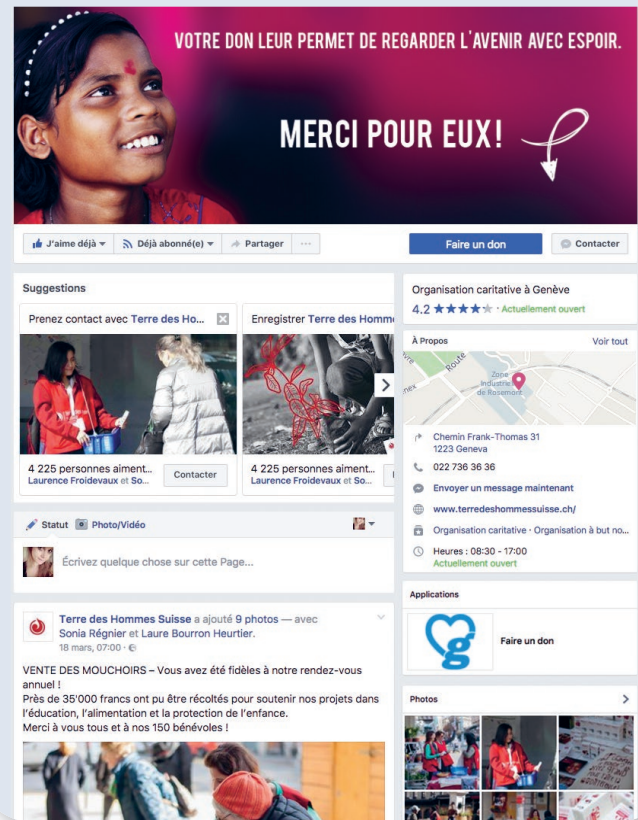 VOTRE DON LEUR PERMET DE REGARDER L'AVENIR AVEC ESPOIR.
MERCI POUR EUX!
J'aime déjà
Déjà abonné(e)
Partager
...
Faire un don
Contacter
Suggestions
Prenez contact avec Terre des Ho...
4 225 personnes aiment...
Laurence Froidevaux et So...
Contacter
Enregistrer Terre des Homm
4 225 personnes aiment...
Laurence Froidevaux et So...
Statut
Photo/Vidéo
Écrivez quelque chose sur cette Page...
Terre des Hommes Suisse a ajouté 9 photos — avec
Sonia Régnier et Laure Bourron Heurtier.
18 mars, 07:00 ·
VENTE DES MOUCHOIRS – Vous avez été fidèles à notre rendez-vous
annuel !
Près de 35'000 francs ont pu être récoltés pour soutenir nos projets dans
l'éducation, l'alimentation et la protection de l'enfance.
Merci à vous tous et à nos 150 bénévoles !
Organisation caritative à Genève
4.2 ★★★★★ · Actuellement ouvert
À Propos
Voir tout
Route
Zone
Industrielle
de Rosemont
Chemin Frank-Thomas 31
1223 Geneva
022 736 36 36
Envoyer un message maintenant
www.terredeshommessuisse.ch/
Organisation caritative · Organisation à but no...
Heures : 08:30 - 17:00
Actuellement ouvert
Applications
Faire un don
Photos